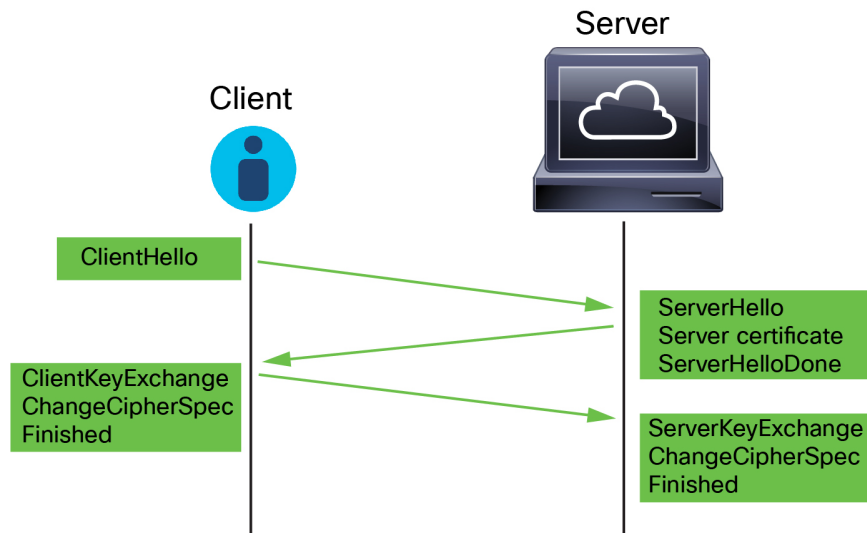 Server
Client
ClientHello
ServerHello
Server certificate
ServerHelloDone
ClientKeyExchange
ChangeCipherSpec
Finished
ServerKeyExchange
ChangeCipherSpec
Finished